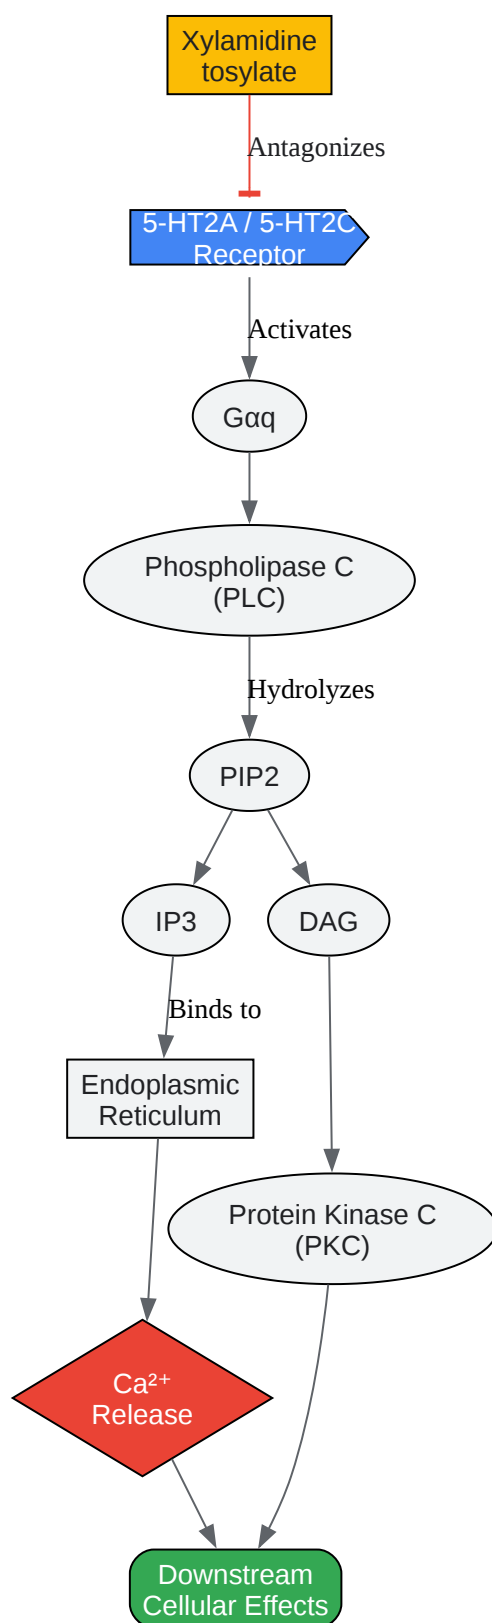 Xylamidine
tosylate
Antagonizes
5-HT2A / 5-HT2C
Receptor
Activates
Gαq
Phospholipase C
(PLC)
Hydrolyzes
PIP2
IP3
DAG
Binds to
Endoplasmic
Reticulum
Protein Kinase C
(PKC)
Ca²⁺
Release
Downstream
Cellular Effects